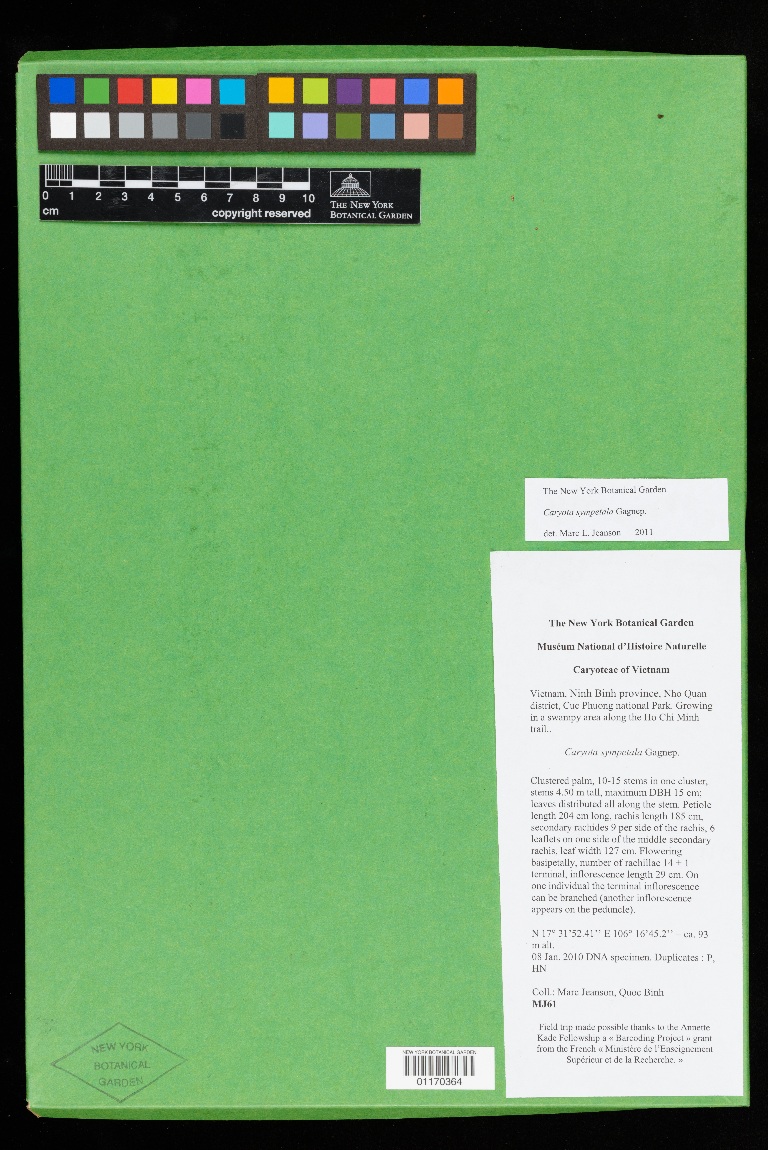 0 1 2 3 4 5 6 7 8 9 10
cm
copyright reserved
THE NEW YORK
BOTANICAL GARDEN
The New York Botanical Garden
Caryota sympetala Gagnep.
det. Marc L. Jeanson 2011
The New York Botanical Garden
Muséum National d'Histoire Naturelle
Caryoteae of Vietnam
Vietnam. Ninh Binh province, Nho Quan
district, Cuc Phuong national Park. Growing
in a swampy area along the Ho Chi Minh
trail..
Caryota sympetala Gagnep.
Clustered palm, 10-15 stems in one cluster,
stems 4.50 m tall, maximum DBH 15 cm;
leaves distributed all along the stem. Petiole
length 204 cm long, rachis length 185 cm,
secondary rachides 9 per side of the rachis, 6
leaflets on one side of the middle secondary
rachis, leaf width 127 cm. Flowering
basipetally, number of rachillae 14 + 1
terminal, inflorescence length 29 cm. On
one individual the terminal inflorescence
can be branched (another inflorescence
appears on the peduncle).
N 17° 31'52.41'' E 106° 16'45.2'' ca. 93
m alt.
08 Jan. 2010 DNA specimen. Duplicates : P,
HN
Coll.: Marc Jeanson, Quoc Binh
MJ61
Field trip made possible thanks to the Annette
Kade Fellowship a « Barcoding Project » grant
from the French « Ministère de l'Enseignement
Supérieur et de la Recherche. »
NEW YORK BOTANICAL GARDEN
01170364
NEW YORK
BOTANICAL
GARDEN